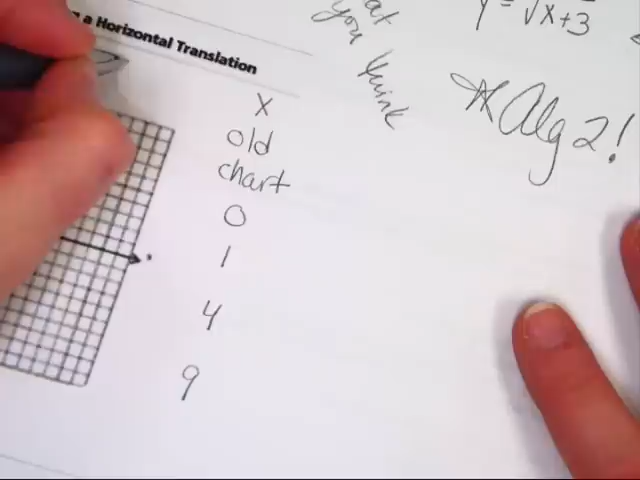 a Horizontal Translation
at
you
think
y = √x+3
* Alg 2!
x
old
chart
0
1
4
9